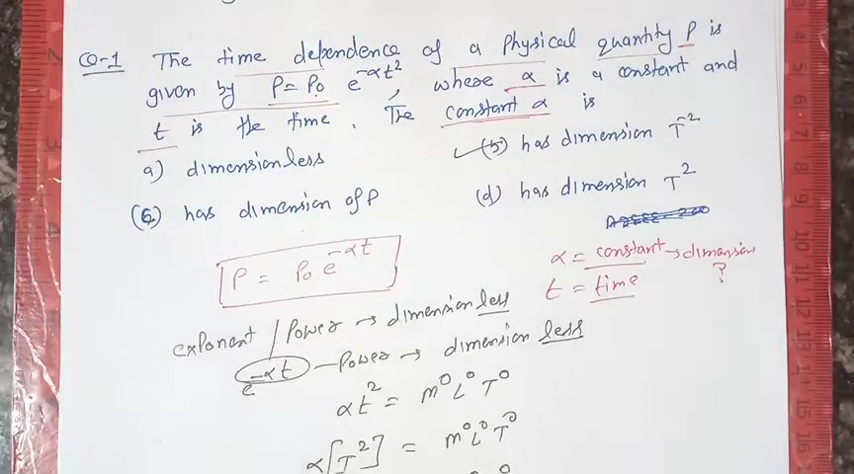 Q-1 The time dependence of a physical quantity P is
given by P = P₀ e^-αt², where α is a constant and
t is the time. The constant α is
a) dimensionless
(b) has dimension T^-2
(c) has dimension of P
(d) has dimension T²
P = P₀ e^-αt
α = constant → dimension
?
t = time
exponent / Power → dimensionless
e^-αt — Power → dimensionless
αt² = M⁰L⁰T⁰
α[T²] = M⁰L⁰T⁰